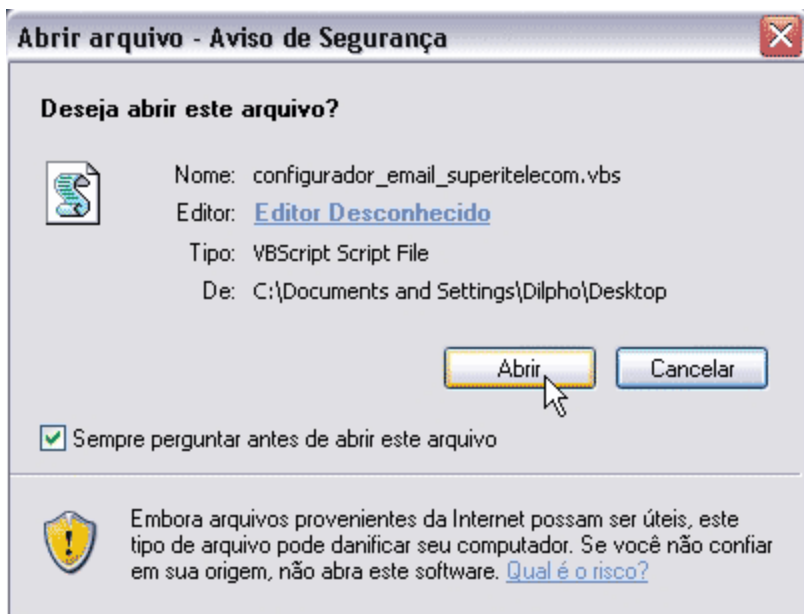 Abrir arquivo - Aviso de Segurança
Deseja abrir este arquivo?
Nome: configurador_email_superitelecom.vbs
Editor: Editor Desconhecido
Tipo: VBScript Script File
De: C:\Documents and Settings\Dilpho\Desktop
Abrir Cancelar
Sempre perguntar antes de abrir este arquivo
Embora arquivos provenientes da Internet possam ser úteis, este
tipo de arquivo pode danificar seu computador. Se você não confiar
em sua origem, não abra este software. Qual é o risco?